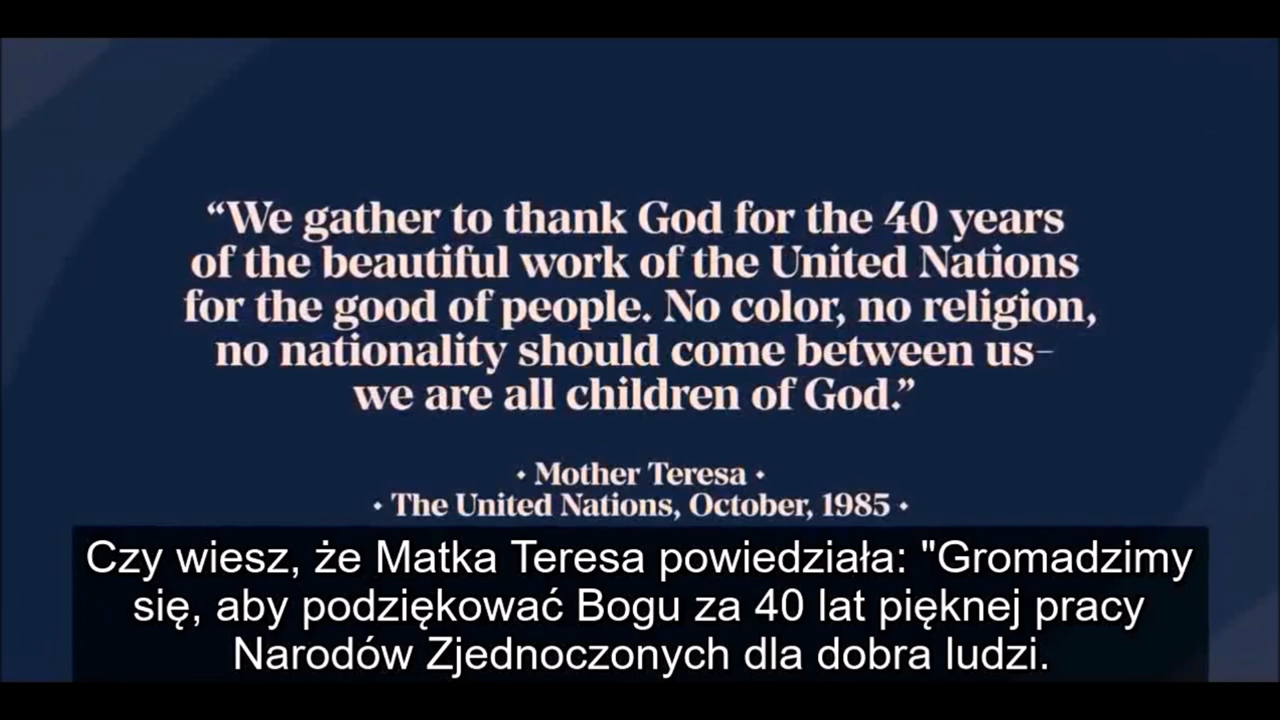 “We gather to thank God for the 40 years
of the beautiful work of the United Nations
for the good of people. No color, no religion,
no nationality should come between us–
we are all children of God.”
• Mother Teresa •
• The United Nations, October, 1985 •
Czy wiesz, że Matka Teresa powiedziała: "Gromadzimy
się, aby podziękować Bogu za 40 lat pięknej pracy
Narodów Zjednoczonych dla dobra ludzi.